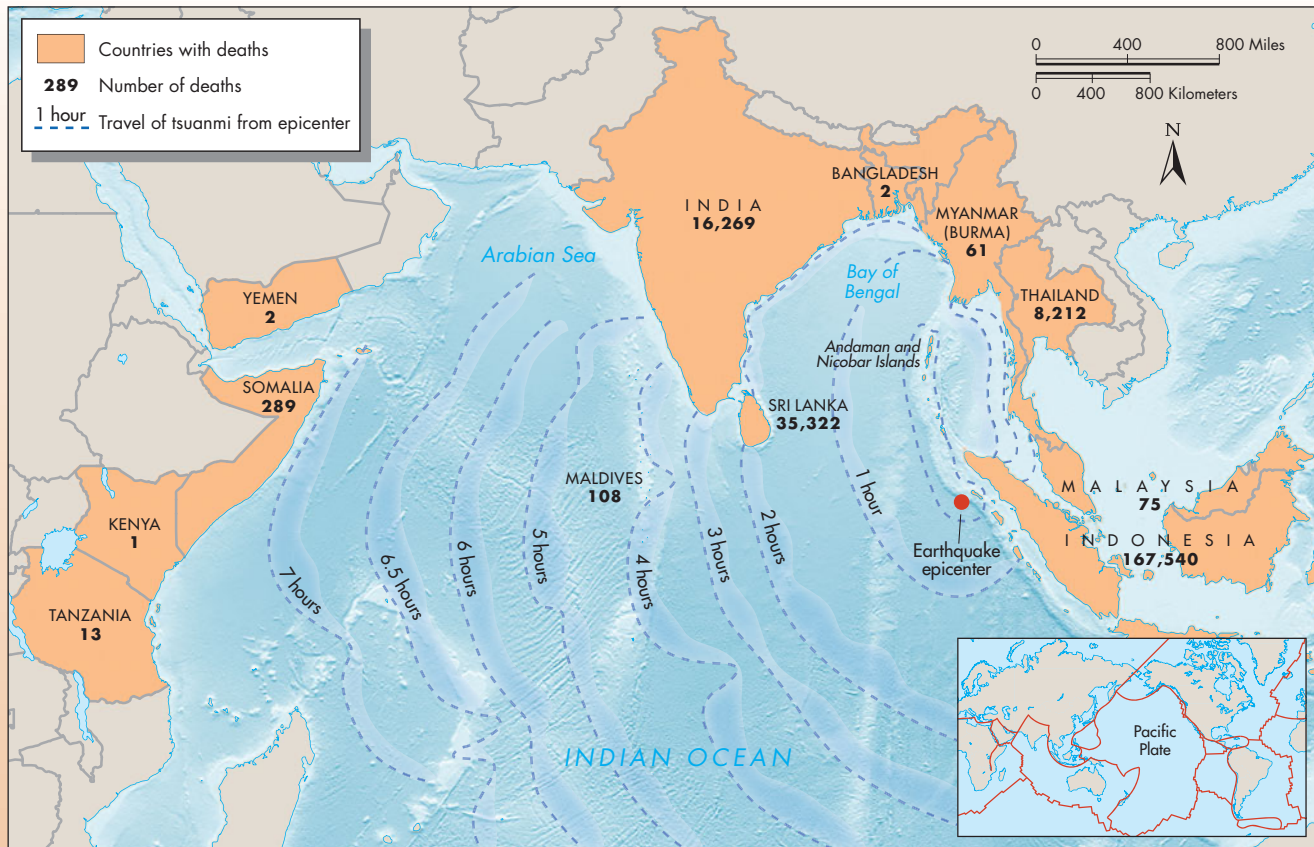 Countries with deaths
289 Number of deaths
1 hour Travel of tsuanmi from epicenter
0 400 800 Miles
0 400 800 Kilometers
N
INDIA
16,269
BANGLADESH
2
MYANMAR
(BURMA)
61
THAILAND
8,212
Arabian Sea
Bay of
Bengal
YEMEN
2
Andaman and
Nicobar Islands
SOMALIA
289
SRI LANKA
35,322
MALDIVES
108
MALAYSIA
75
KENYA
1
INDONESIA
167,540
Earthquake
epicenter
TANZANIA
13
7 hours
6.5 hours
6 hours
5 hours
4 hours
3 hours
2 hours
1 hour
INDIAN OCEAN
Pacific
Plate